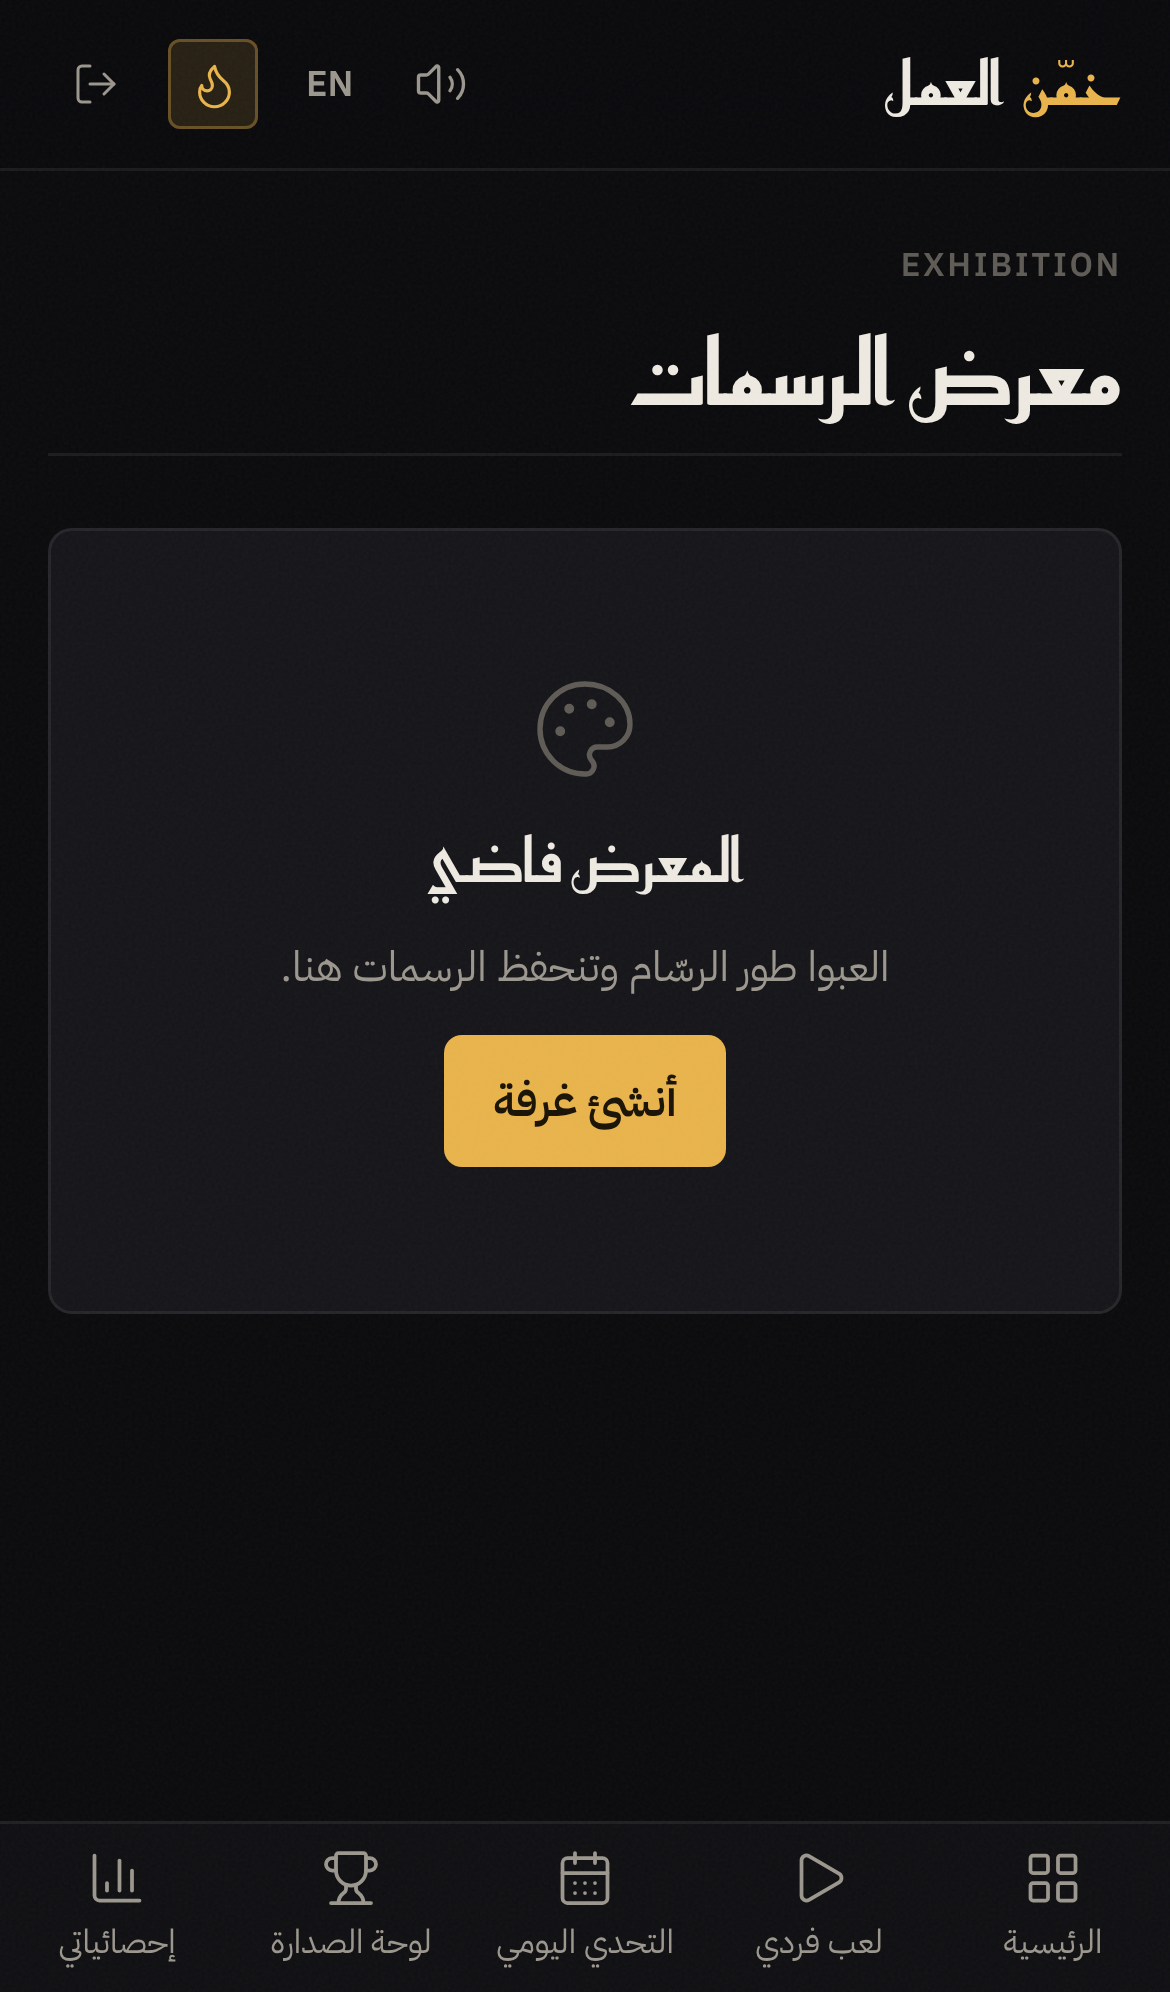 خمّن العمل
EN
EXHIBITION
معرض الرسمات
المعرض فاضي
العبوا طور الرسّام وتنحفظ الرسمات هنا.
أنشئ غرفة
الرئيسية
لعب فردي
التحدي اليومي
لوحة الصدارة
إحصائياتي